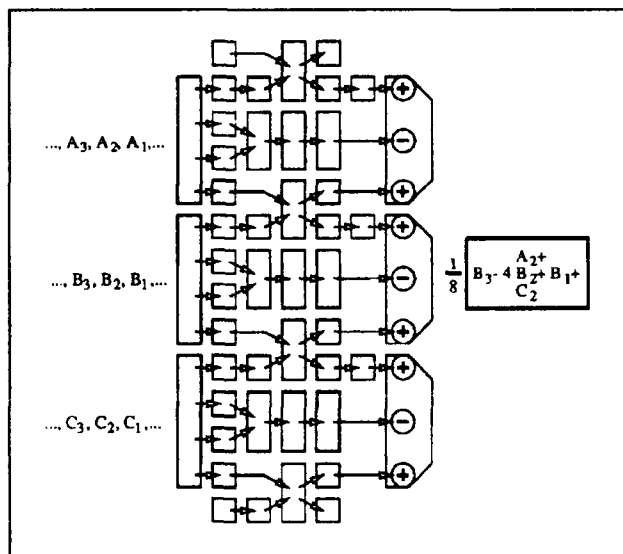 +
−
..., A3, A2, A1,...
+
+
−
..., B3, B2, B1,...
1/8
A2+
B3- 4 B2+ B1+
C2
+
+
−
..., C3, C2, C1,...
+